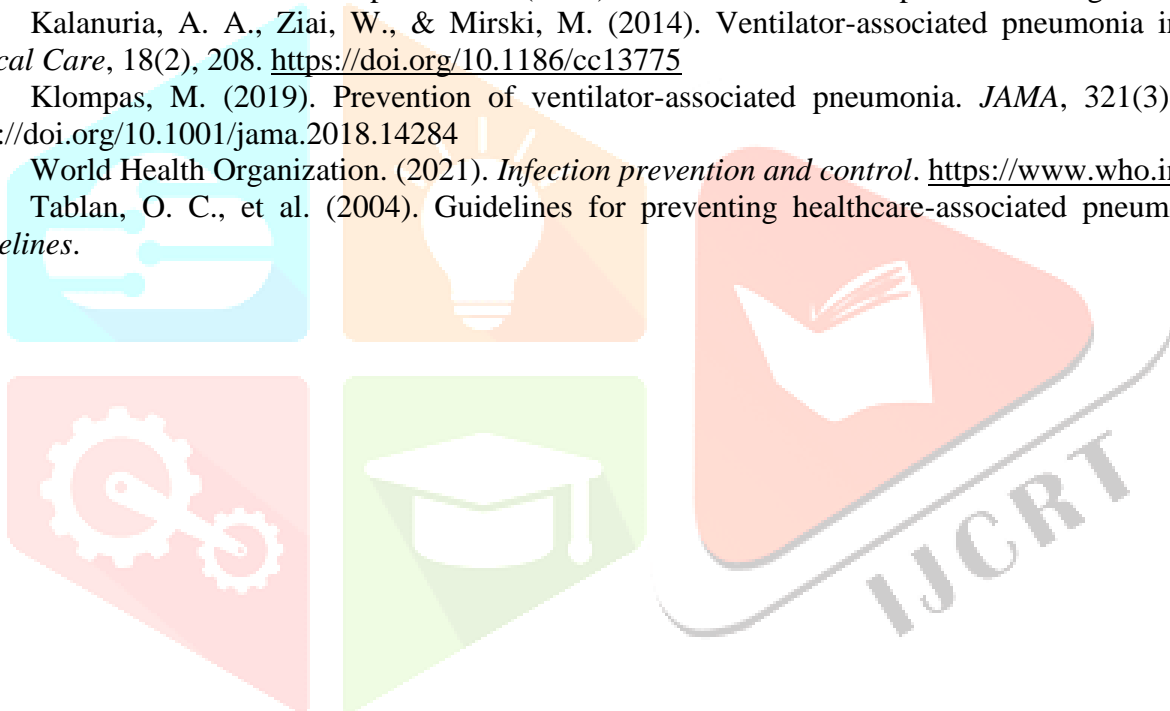 Kalanuria, A. A., Ziai, W., & Mirski, M. (2014). Ventilator-associated pneumonia in
cal Care, 18(2), 208. https://doi.org/10.1186/cc13775
Klompas, M. (2019). Prevention of ventilator-associated pneumonia. JAMA, 321(3)
://doi.org/10.1001/jama.2018.14284
World Health Organization. (2021). Infection prevention and control. https://www.who.in
Tablan, O. C., et al. (2004). Guidelines for preventing healthcare-associated pneum
elines.
IJCRT